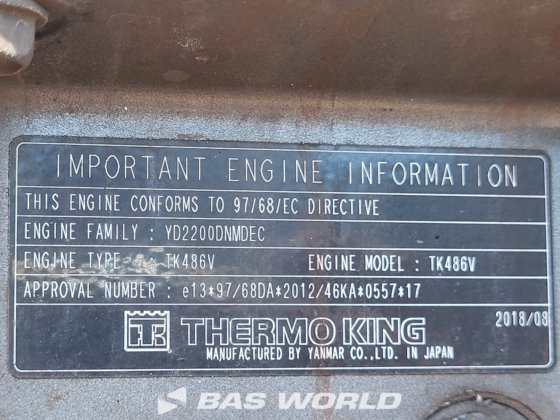 IMPORTANT ENGINE INFORMATION
THIS ENGINE CONFORMS TO 97/68/EC DIRECTIVE
ENGINE FAMILY : YD2200DNMDEC
ENGINE TYPE : TK486V ENGINE MODEL : TK486V
APPROVAL NUMBER : e13*97/68DA*2012/46KA*0557*17
2018/08
TK THERMO KING
MANUFACTURED BY YANMAR CO.,LTD. IN JAPAN
BAS WORLD